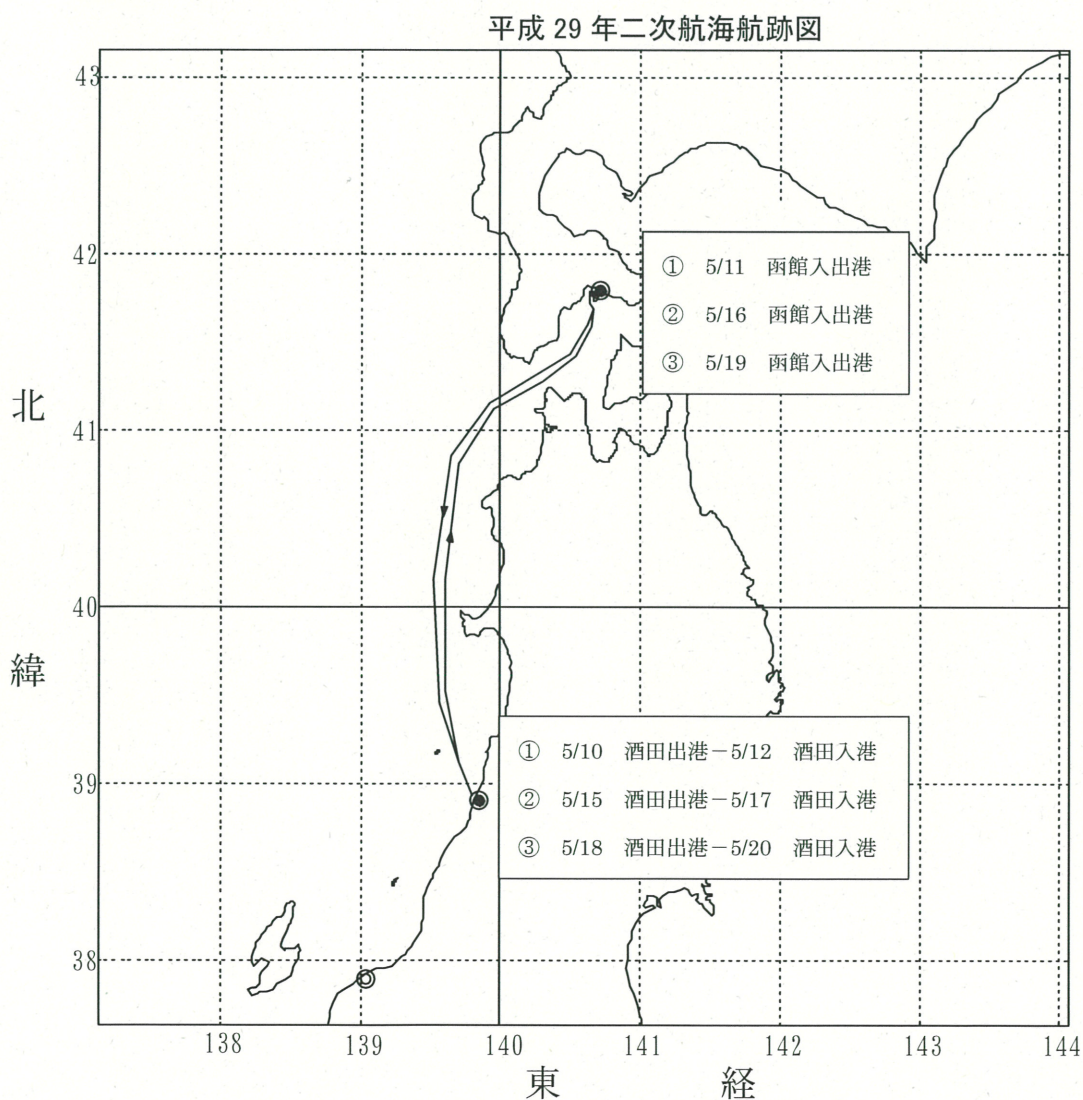 平成 29 年二次航海航跡図
43
42
① 5/11 函館入出港
② 5/16 函館入出港
③ 5/19 函館入出港
北
41
40
緯
① 5/10 酒田出港－5/12 酒田入港
② 5/15 酒田出港－5/17 酒田入港
③ 5/18 酒田出港－5/20 酒田入港
39
38
138 139 140 141 142 143 144
東 経